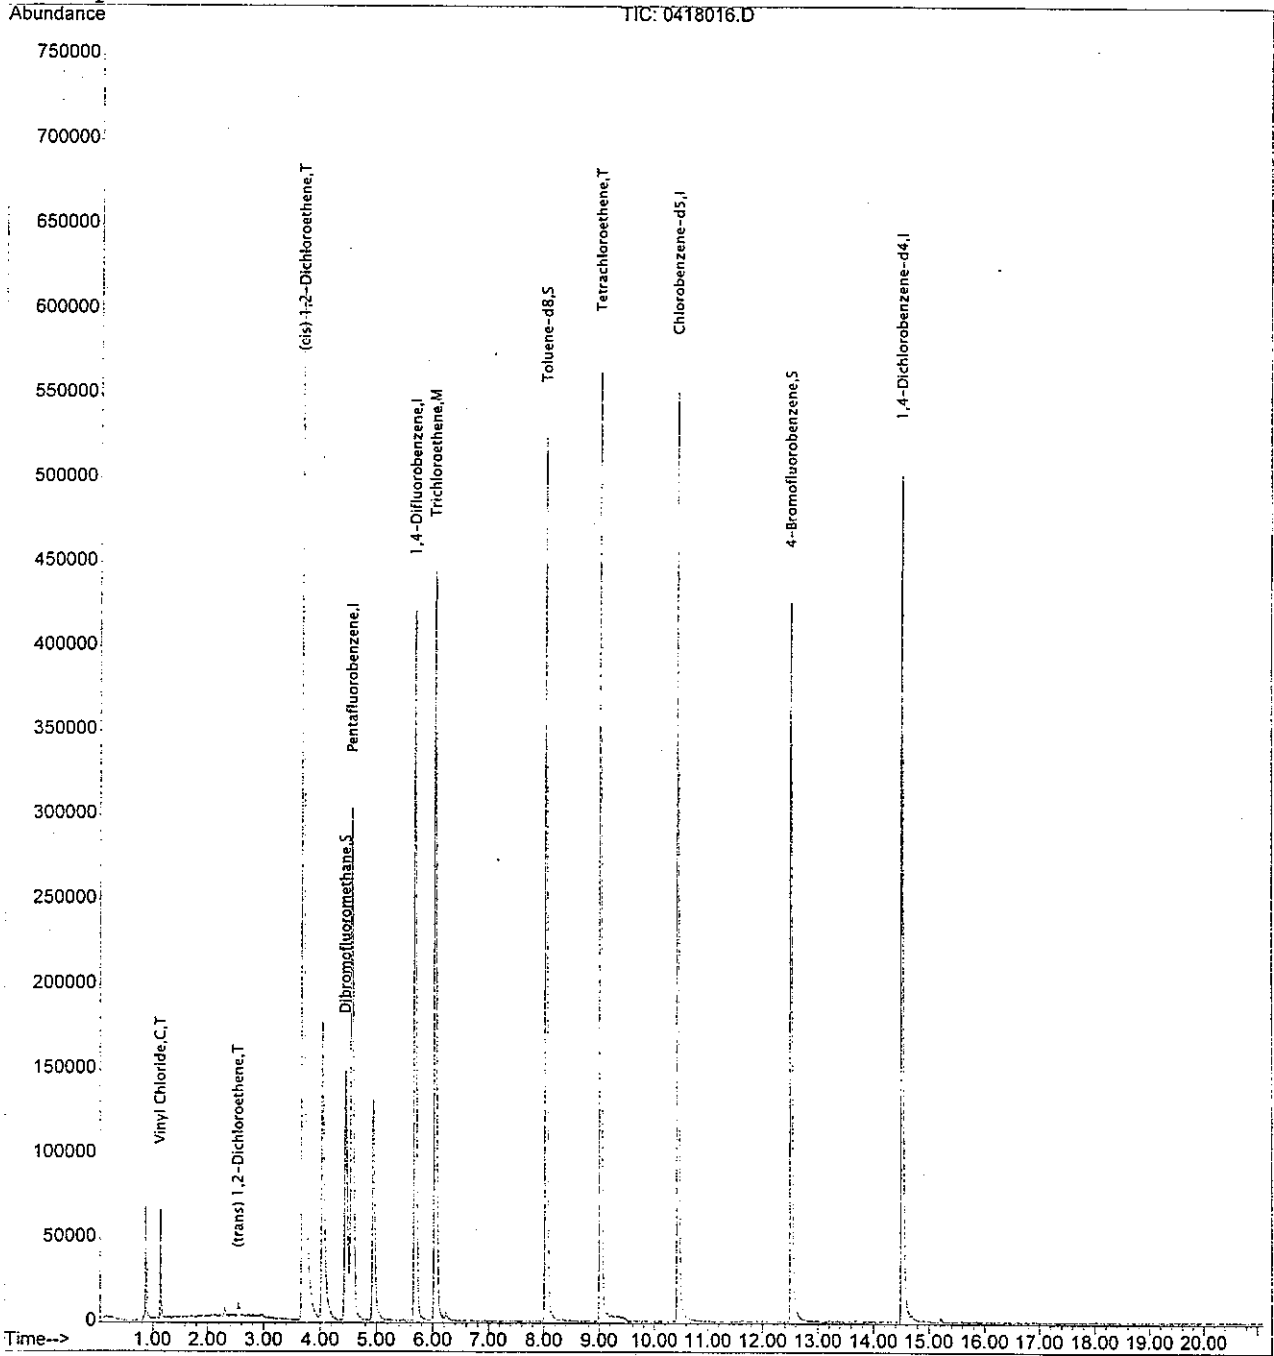 Abundance
TIC: 0418016.D
750000
700000
650000
600000
550000
500000
450000
400000
350000
300000
250000
200000
150000
100000
50000
0
Vinyl Chloride,C,T
(trans) 1,2-Dichloroethene,T
(cis) 1,2-Dichloroethene,T
Dibromofluoromethane,S
Pentafluorobenzene,I
1,4-Difluorobenzene,I
Trichloroethene,M
Toluene-d8,S
Tetrachloroethene,T
Chlorobenzene-d5,I
4-Bromofluorobenzene,S
1,4-Dichlorobenzene-d4,I
Time--> 1.00 2.00 3.00 4.00 5.00 6.00 7.00 8.00 9.00 10.00 11.00 12.00 13.00 14.00 15.00 16.00 17.00 18.00 19.00 20.00